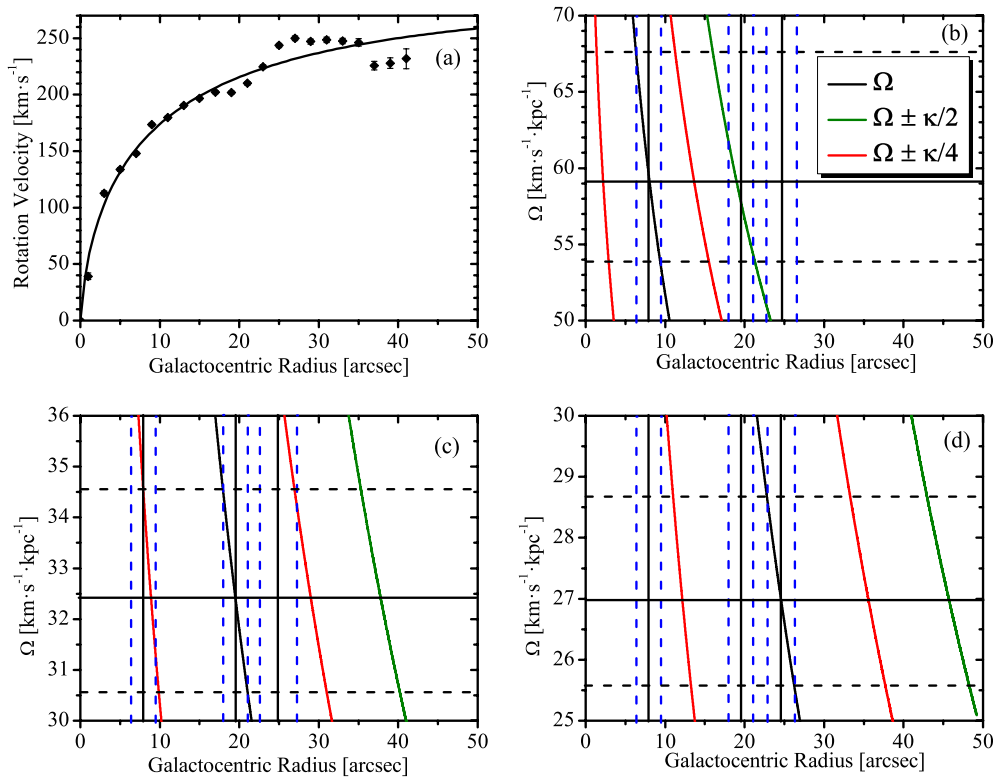 Rotation Velocity [km·s⁻¹]
250
200
150
100
50
0
(a)
0 10 20 30 40 50
Galactocentric Radius [arcsec]
Ω [km·s⁻¹·kpc⁻¹]
70
65
60
55
50
(b)
Ω
Ω ± κ/2
Ω ± κ/4
0 10 20 30 40 50
Galactocentric Radius [arcsec]
Ω [km·s⁻¹·kpc⁻¹]
36
35
34
33
32
31
30
(c)
0 10 20 30 40 50
Galactocentric Radius [arcsec]
Ω [km·s⁻¹·kpc⁻¹]
30
29
28
27
26
25
(d)
0 10 20 30 40 50
Galactocentric Radius [arcsec]